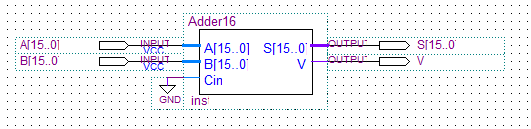 Adder16
A[15..0] INPUT VCC A[15..0] S[15..0] OUTPUT S[15..0
B[15..0] INPUT VCC B[15..0] V OUTPUT V
Cin
GND
ins